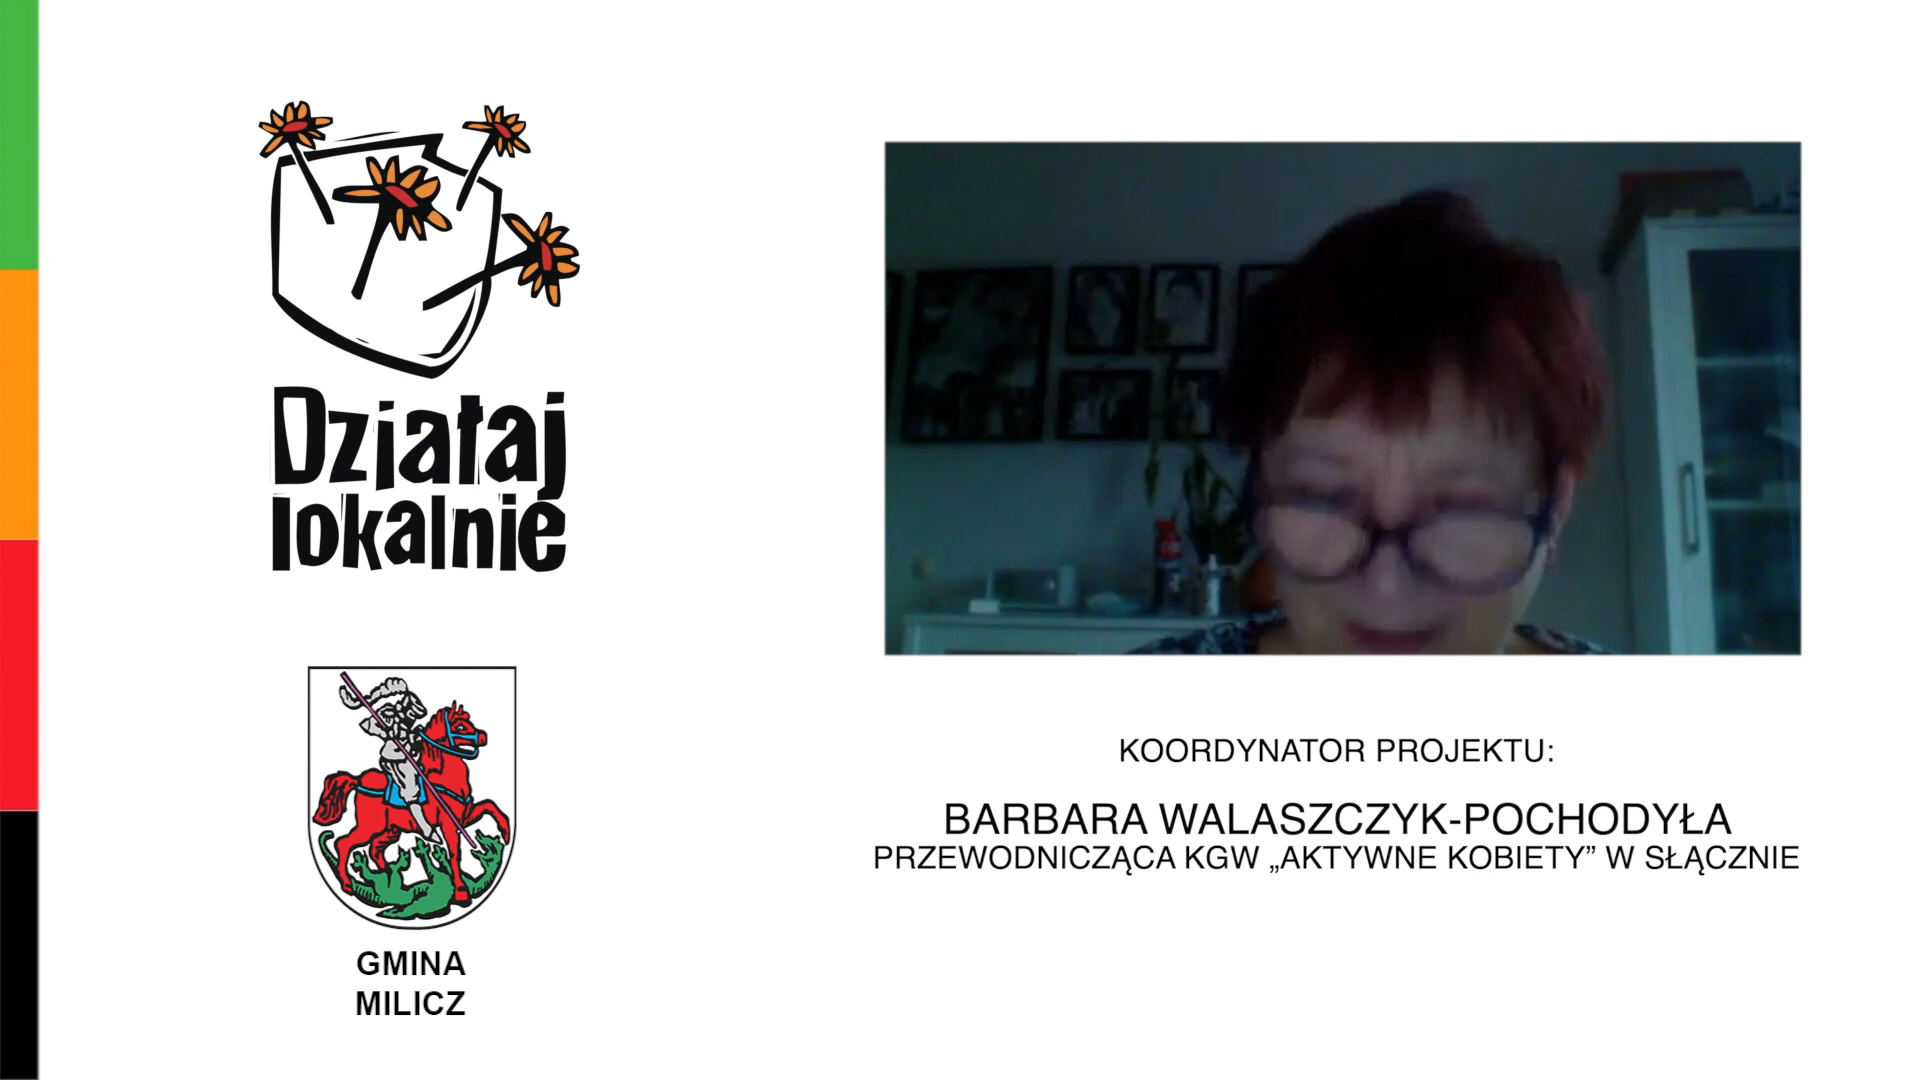 Działaj
lokalnie
GMINA
MILICZ
KOORDYNATOR PROJEKTU:
BARBARA WALASZCZYK-POCHODYŁA
PRZEWODNICZĄCA KGW „AKTYWNE KOBIETY” W SŁĄCZNIE